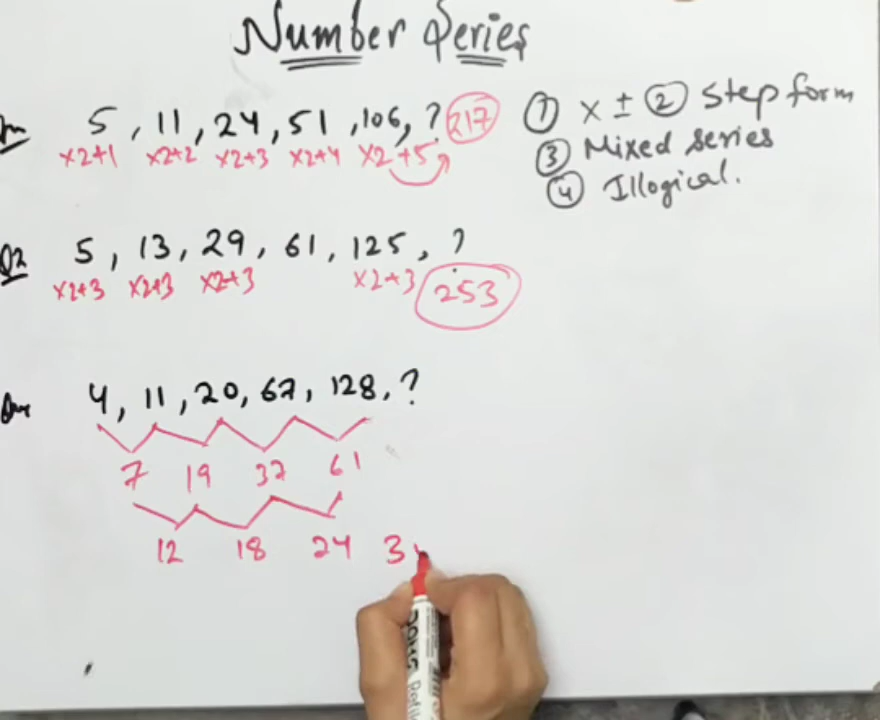 Number Series
5, 11, 24, 51, 106, ? 217
x2+1 x2+2 x2+3 x2+4 x2+5
① x ± ② Step form
③ Mixed series
④ Illogical.
Q2 5, 13, 29, 61, 125, ?
x2+3 x2+3 x2+3 x2+3 253
4, 11, 20, 67, 128, ?
7 19 37 61
12 18 24 3